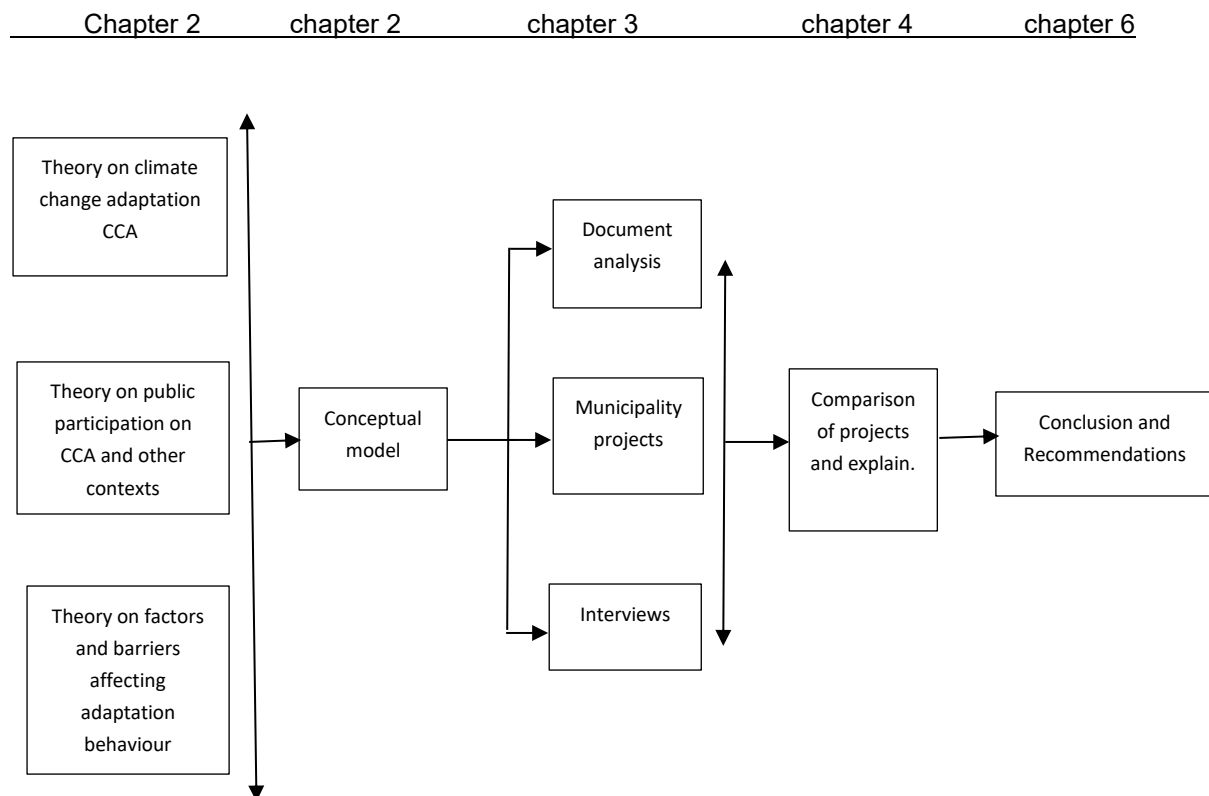 Chapter 2 chapter 2 chapter 3 chapter 4 chapter 6
Theory on climate
change adaptation
CCA
Theory on public
participation on
CCA and other
contexts
Theory on factors
and barriers
affecting
adaptation
behaviour
Conceptual
model
Document
analysis
Municipality
projects
Interviews
Comparison
of projects
and explain.
Conclusion and
Recommendations